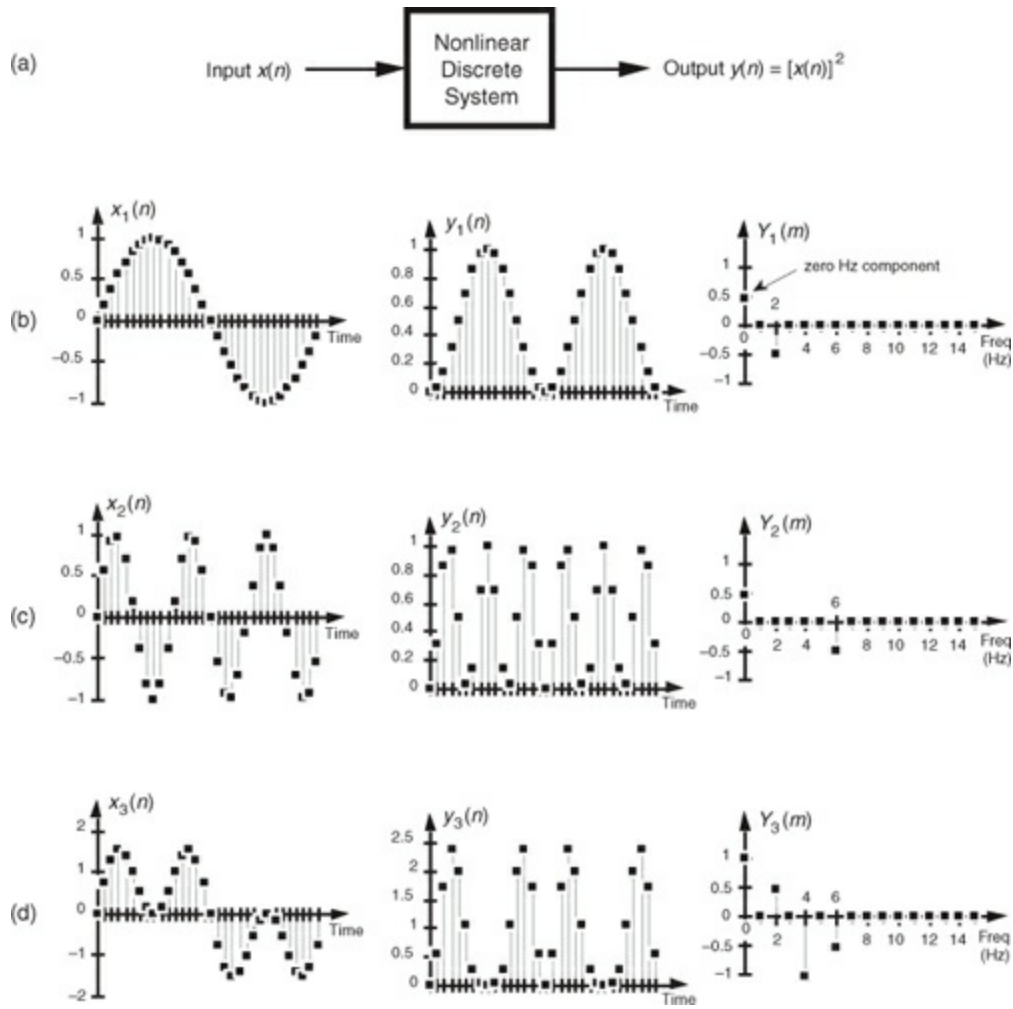 (a)
Input x(n)
Nonlinear
Discrete
System
Output y(n) = [x(n)]²
(b)
x₁(n)
1
0.5
0
–0.5
–1
Time
y₁(n)
1
0.8
0.6
0.4
0.2
0
Time
Y₁(m)
zero Hz component
1
0.5
0
–0.5
–1
2
4
6
8
10
12
14
Freq
(Hz)
(c)
x₂(n)
1
0.5
0
–0.5
–1
Time
y₂(n)
1
0.8
0.6
0.4
0.2
0
Time
Y₂(m)
1
0.5
0
–0.5
–1
6
2
4
8
10
12
14
Freq
(Hz)
(d)
x₃(n)
2
1
0
–1
–2
Time
y₃(n)
2.5
2
1.5
1
0.5
0
Time
Y₃(m)
1
0.5
0
–0.5
–1
4
6
2
8
10
12
14
Freq
(Hz)